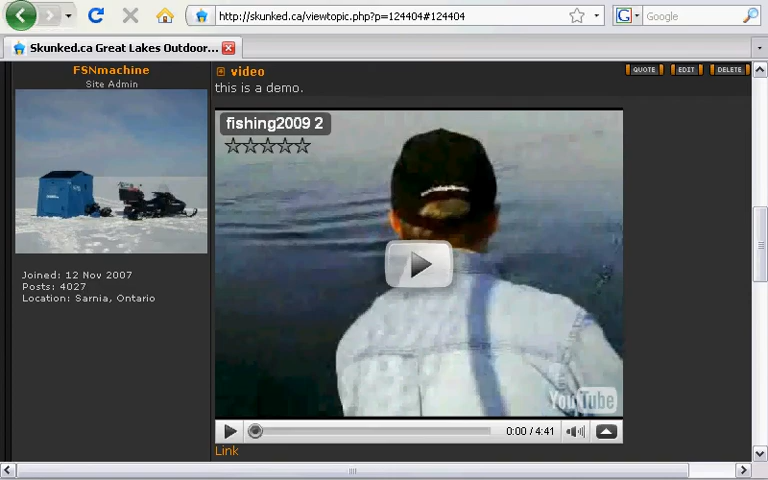 http://skunked.ca/viewtopic.php?p=124404#124404
Google
Skunked.ca Great Lakes Outdoor...
FSNmachine
Site Admin
Joined: 12 Nov 2007
Posts: 4027
Location: Sarnia, Ontario
video
QUOTE EDIT DELETE
this is a demo.
fishing2009 2
YouTube
0:00 / 4:41
Link